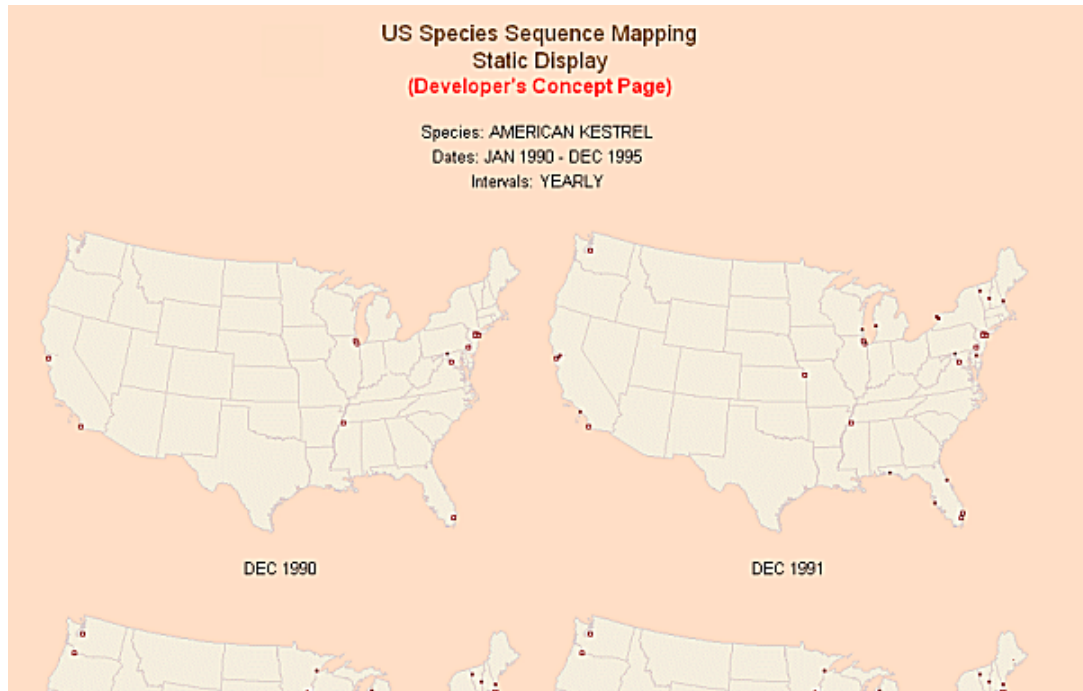 US Species Sequence Mapping
Static Display
(Developer's Concept Page)
Species: AMERICAN KESTREL
Dates: JAN 1990 - DEC 1995
Intervals: YEARLY
DEC 1990
DEC 1991